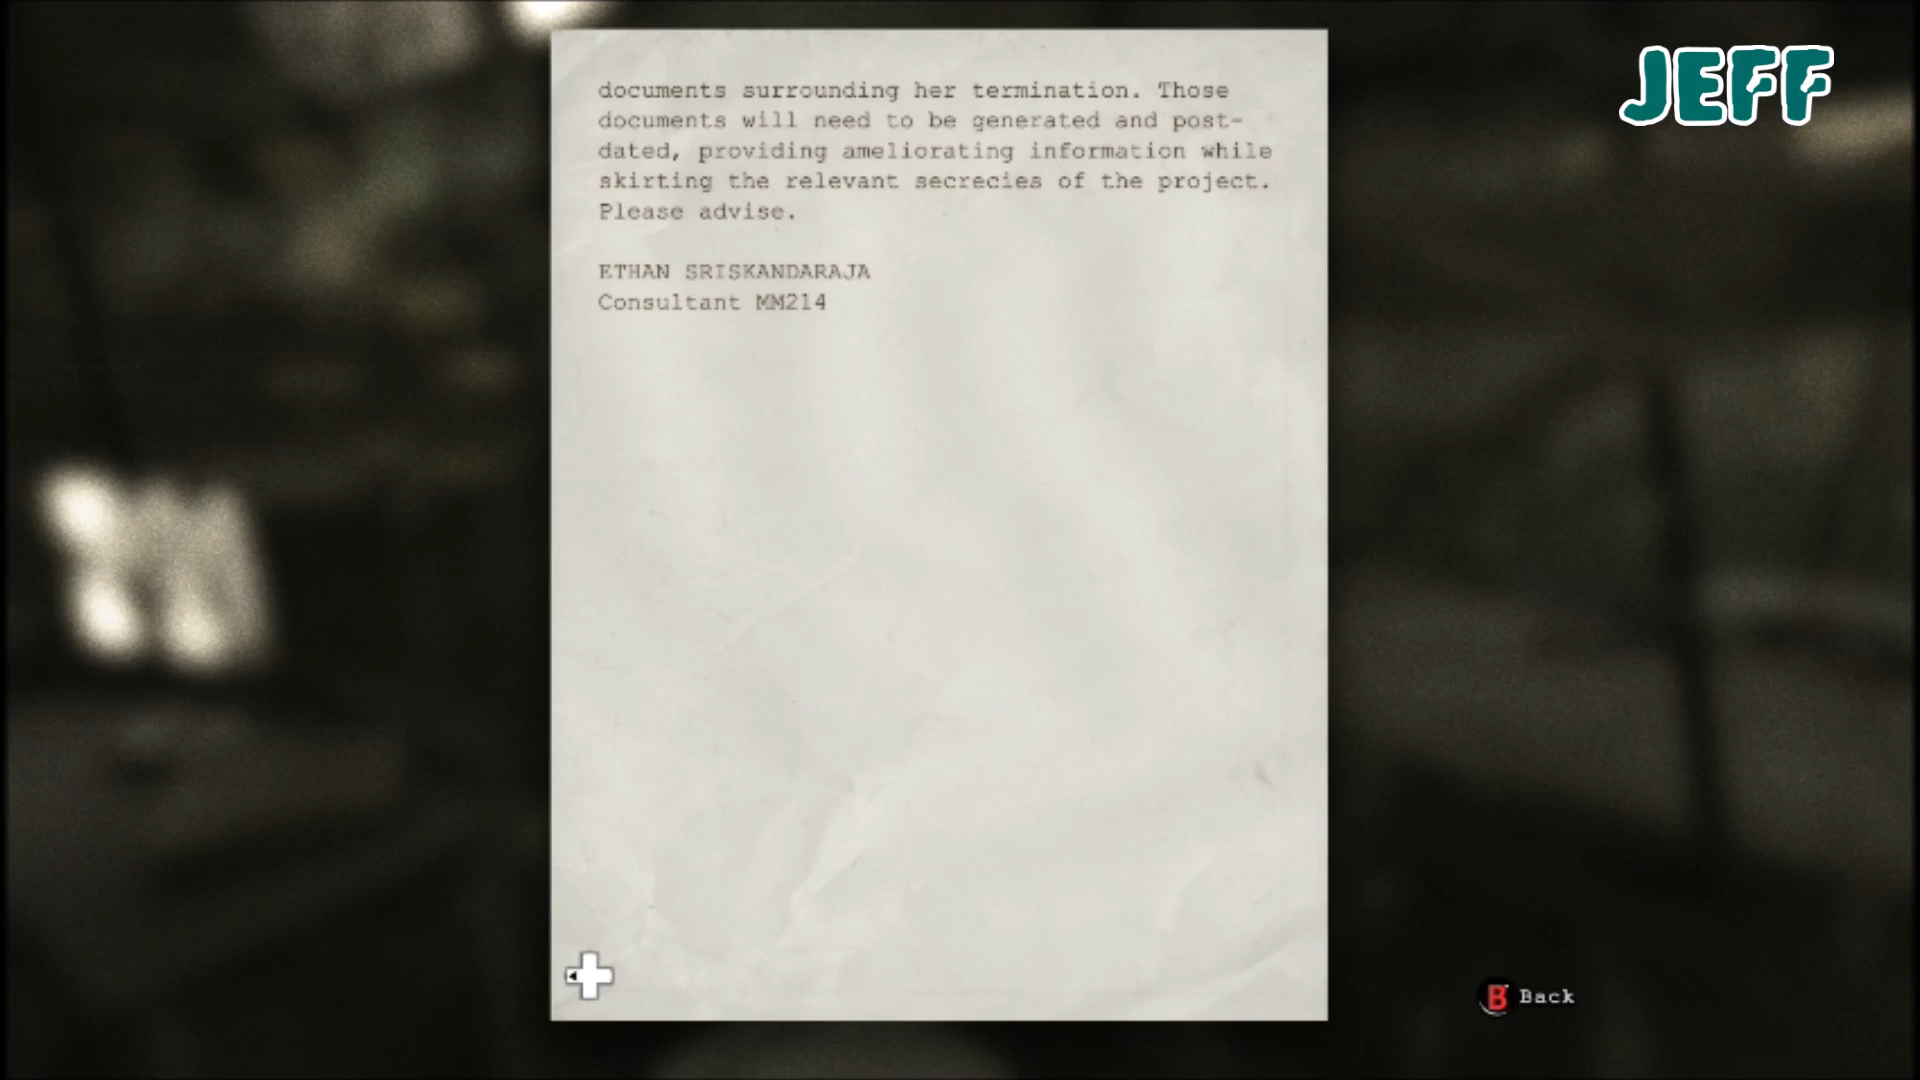 JEFF
documents surrounding her termination. Those
documents will need to be generated and post-
dated, providing ameliorating information while
skirting the relevant secrecies of the project.
Please advise.
ETHAN SRISKANDARAJA
Consultant MM214
B Back